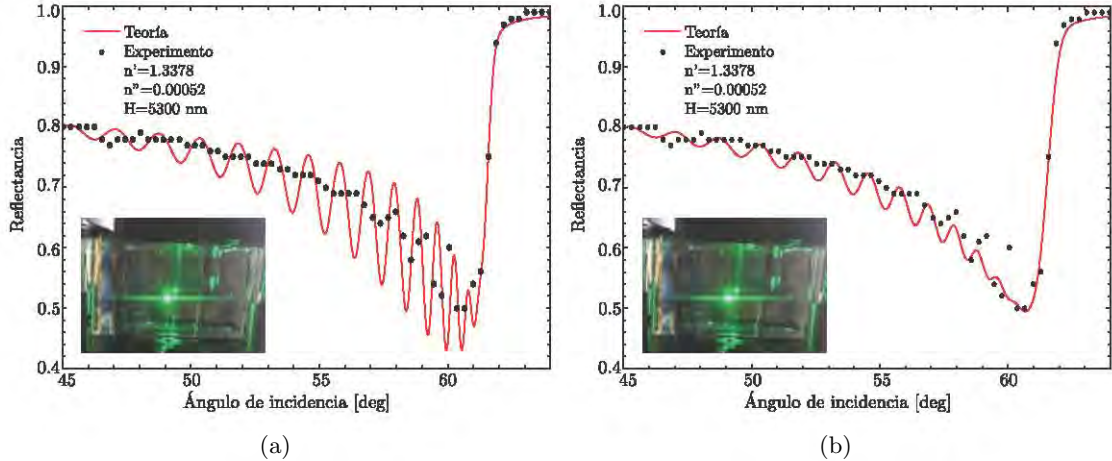 1.0
0.9
0.8
0.7
0.6
0.5
0.4
Reflectancia
Teoría
Experimento
n'=1.3378
n"=0.00052
H=5300 nm
45
50
55
60
Ángulo de incidencia [deg]
(a)
1.0
0.9
0.8
0.7
0.6
0.5
0.4
Reflectancia
Teoría
Experimento
n'=1.3378
n"=0.00052
H=5300 nm
45
50
55
60
Ángulo de incidencia [deg]
(b)